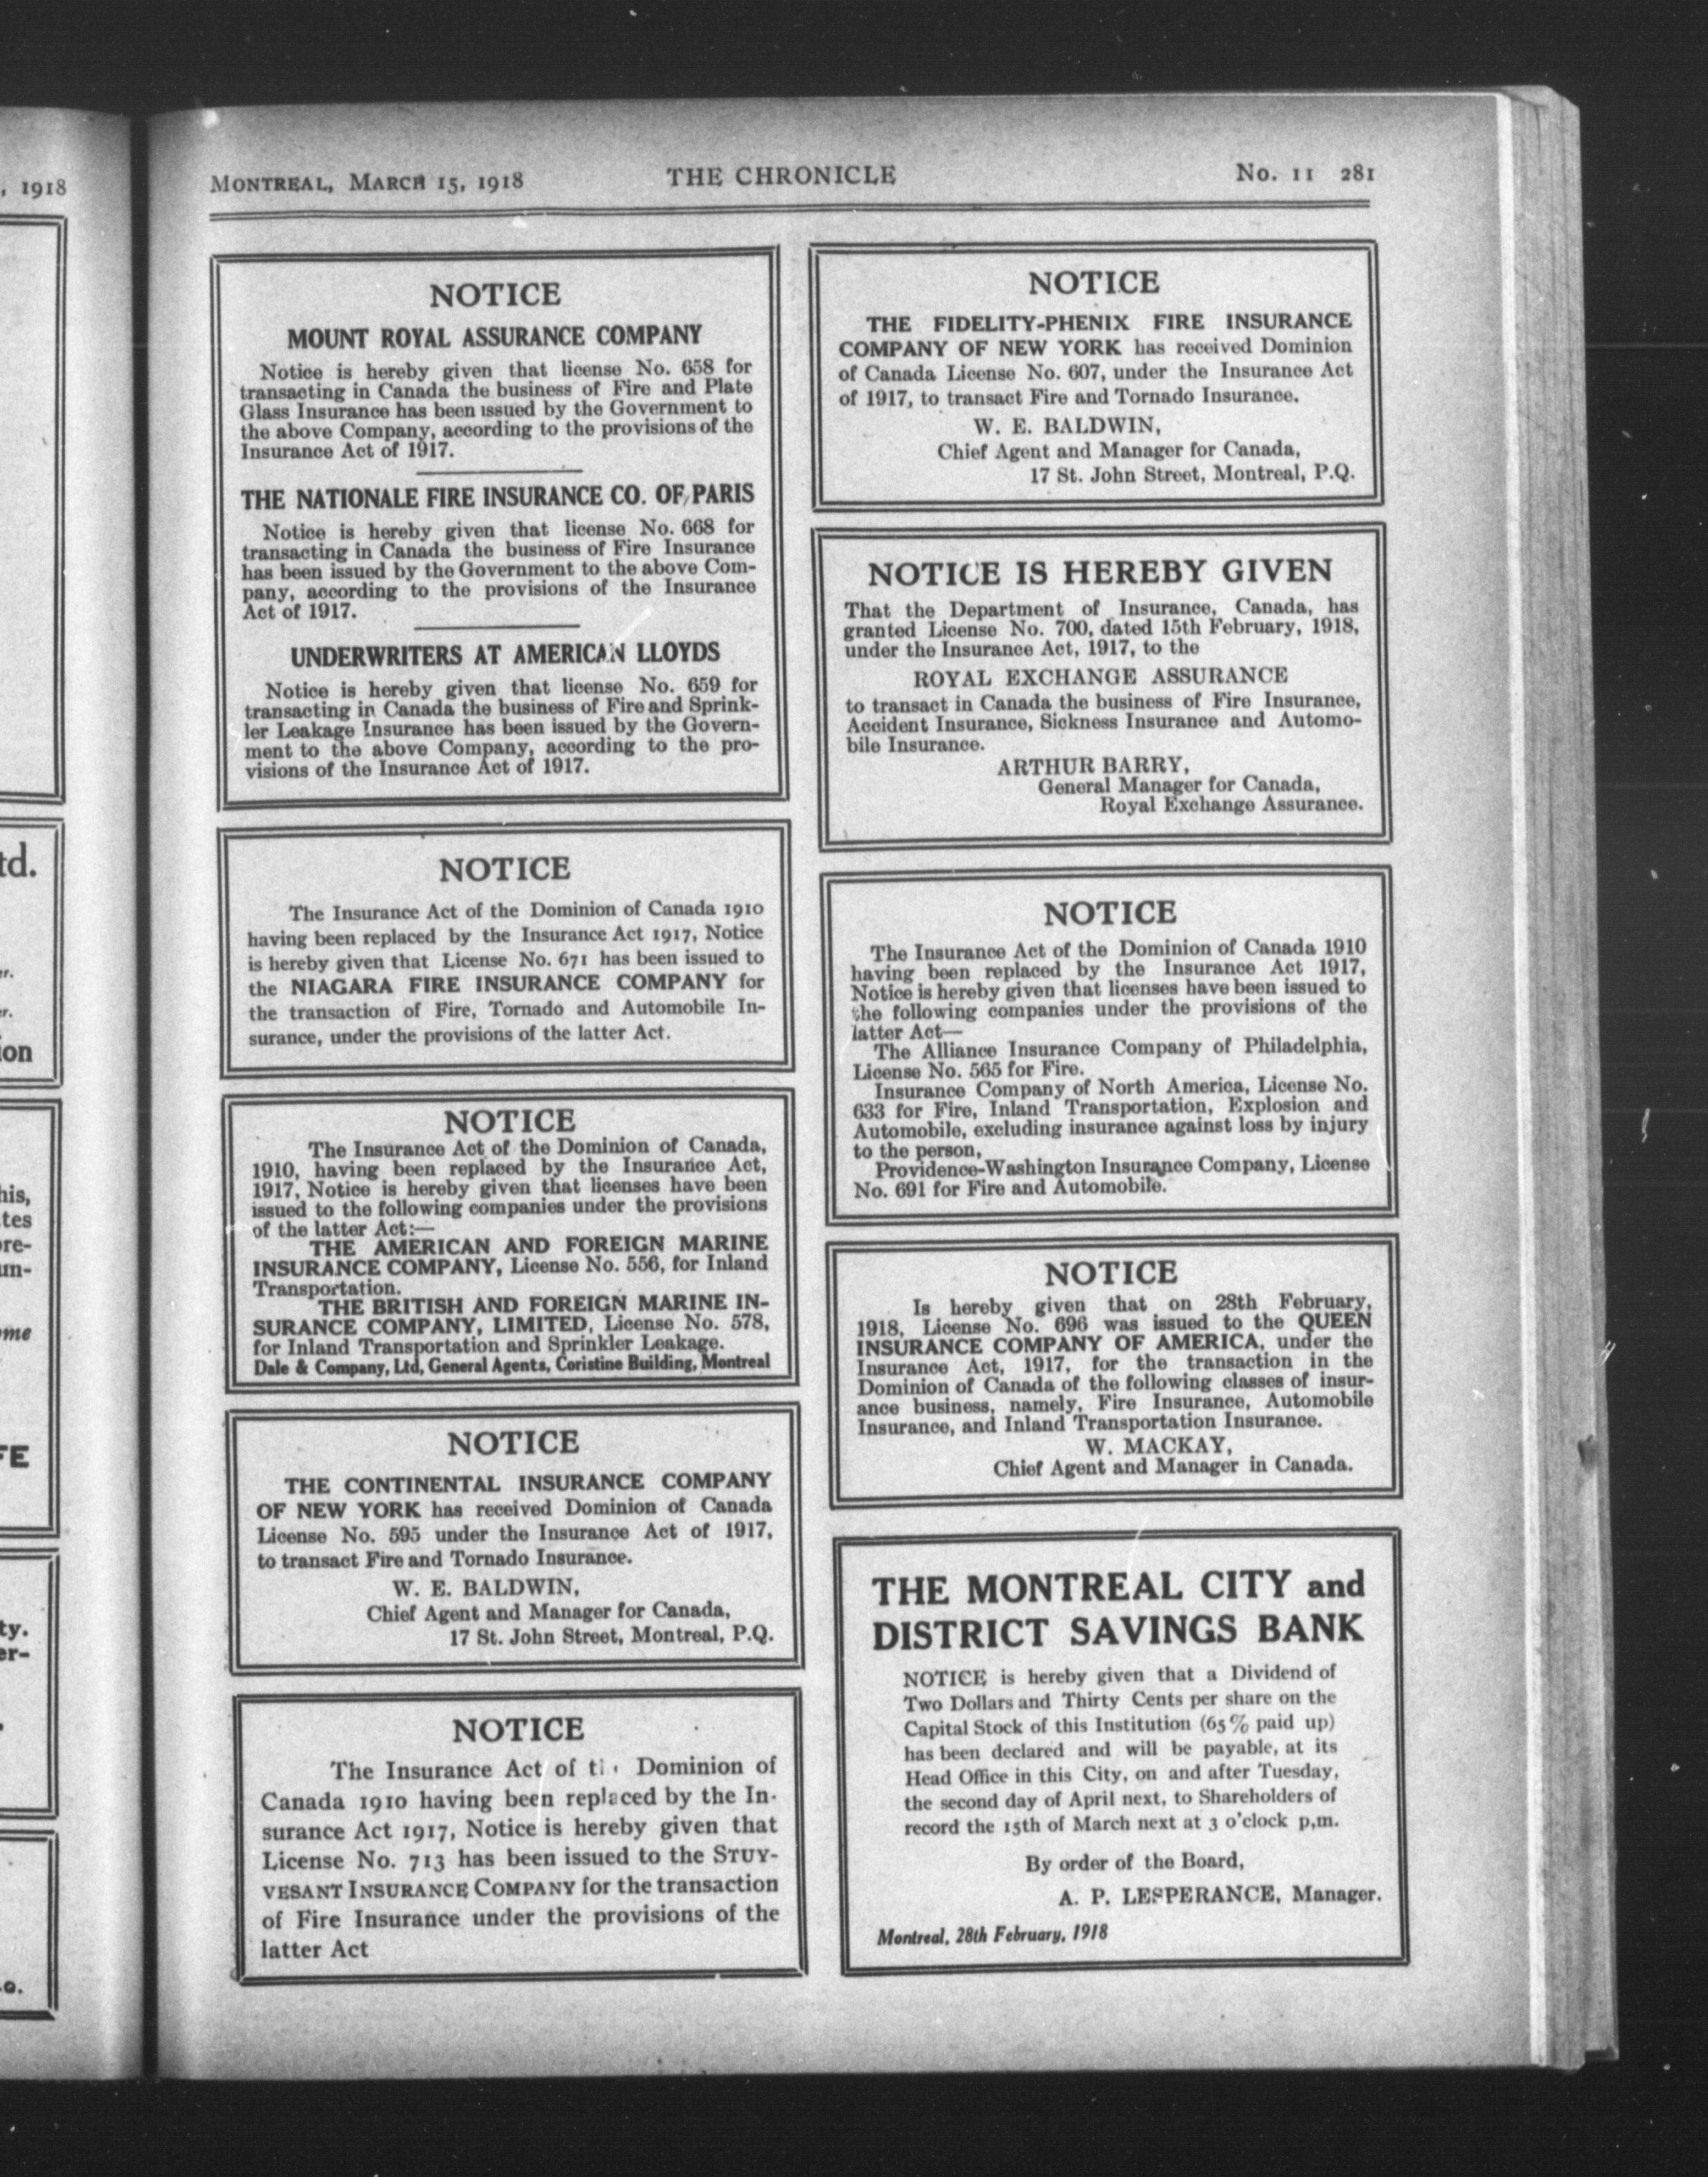 , 1918
td.
er.
er.
ion
his,
tes
re-
un-
me
FE
ty.
er-
MONTREAL, MARCH 15, 1918 THE CHRONICLE No. 11 281
NOTICE
MOUNT ROYAL ASSURANCE COMPANY
Notice is hereby given that license No. 658 for
transacting in Canada the business of Fire and Plate
Glass Insurance has been issued by the Government to
the above Company, according to the provisions of the
Insurance Act of 1917.
THE NATIONALE FIRE INSURANCE CO. OF PARIS
Notice is hereby given that license No. 668 for
transacting in Canada the business of Fire Insurance
has been issued by the Government to the above Com-
pany, according to the provisions of the Insurance
Act of 1917.
UNDERWRITERS AT AMERICAN LLOYDS
Notice is hereby given that license No. 659 for
transacting in Canada the business of Fire and Sprink-
ler Leakage Insurance has been issued by the Govern-
ment to the above Company, according to the pro-
visions of the Insurance Act of 1917.
NOTICE
The Insurance Act of the Dominion of Canada 1910
having been replaced by the Insurance Act 1917, Notice
is hereby given that License No. 671 has been issued to
the NIAGARA FIRE INSURANCE COMPANY for
the transaction of Fire, Tornado and Automobile In-
surance, under the provisions of the latter Act.
NOTICE
The Insurance Act of the Dominion of Canada,
1910, having been replaced by the Insurance Act,
1917, Notice is hereby given that licenses have been
issued to the following companies under the provisions
of the latter Act:—
THE AMERICAN AND FOREIGN MARINE
INSURANCE COMPANY, License No. 556, for Inland
Transportation.
THE BRITISH AND FOREIGN MARINE IN-
SURANCE COMPANY, LIMITED, License No. 578,
for Inland Transportation and Sprinkler Leakage.
Dale & Company, Ltd, General Agents, Coristine Building, Montreal
NOTICE
THE CONTINENTAL INSURANCE COMPANY
OF NEW YORK has received Dominion of Canada
License No. 595 under the Insurance Act of 1917,
to transact Fire and Tornado Insurance.
W. E. BALDWIN,
Chief Agent and Manager for Canada,
17 St. John Street, Montreal, P.Q.
NOTICE
The Insurance Act of the Dominion of
Canada 1910 having been replaced by the In-
surance Act 1917, Notice is hereby given that
License No. 713 has been issued to the STUY-
VESANT INSURANCE COMPANY for the transaction
of Fire Insurance under the provisions of the
latter Act
NOTICE
THE FIDELITY-PHENIX FIRE INSURANCE
COMPANY OF NEW YORK has received Dominion
of Canada License No. 607, under the Insurance Act
of 1917, to transact Fire and Tornado Insurance.
W. E. BALDWIN,
Chief Agent and Manager for Canada,
17 St. John Street, Montreal, P.Q.
NOTICE IS HEREBY GIVEN
That the Department of Insurance, Canada, has
granted License No. 700, dated 15th February, 1918,
under the Insurance Act, 1917, to the
ROYAL EXCHANGE ASSURANCE
to transact in Canada the business of Fire Insurance,
Accident Insurance, Sickness Insurance and Automo-
bile Insurance.
ARTHUR BARRY,
General Manager for Canada,
Royal Exchange Assurance.
NOTICE
The Insurance Act of the Dominion of Canada 1910
having been replaced by the Insurance Act 1917,
Notice is hereby given that licenses have been issued to
the following companies under the provisions of the
latter Act—
The Alliance Insurance Company of Philadelphia,
License No. 565 for Fire.
Insurance Company of North America, License No.
633 for Fire, Inland Transportation, Explosion and
Automobile, excluding insurance against loss by injury
to the person,
Providence-Washington Insurance Company, License
No. 691 for Fire and Automobile.
NOTICE
Is hereby given that on 28th February,
1918, License No. 696 was issued to the QUEEN
INSURANCE COMPANY OF AMERICA, under the
Insurance Act, 1917, for the transaction in the
Dominion of Canada of the following classes of insur-
ance business, namely, Fire Insurance, Automobile
Insurance, and Inland Transportation Insurance.
W. MACKAY,
Chief Agent and Manager in Canada.
THE MONTREAL CITY and
DISTRICT SAVINGS BANK
NOTICE is hereby given that a Dividend of
Two Dollars and Thirty Cents per share on the
Capital Stock of this Institution (65% paid up)
has been declared and will be payable, at its
Head Office in this City, on and after Tuesday,
the second day of April next, to Shareholders of
record the 15th of March next at 3 o'clock p,m.
By order of the Board,
A. P. LESPERANCE, Manager.
Montreal, 28th February, 1918